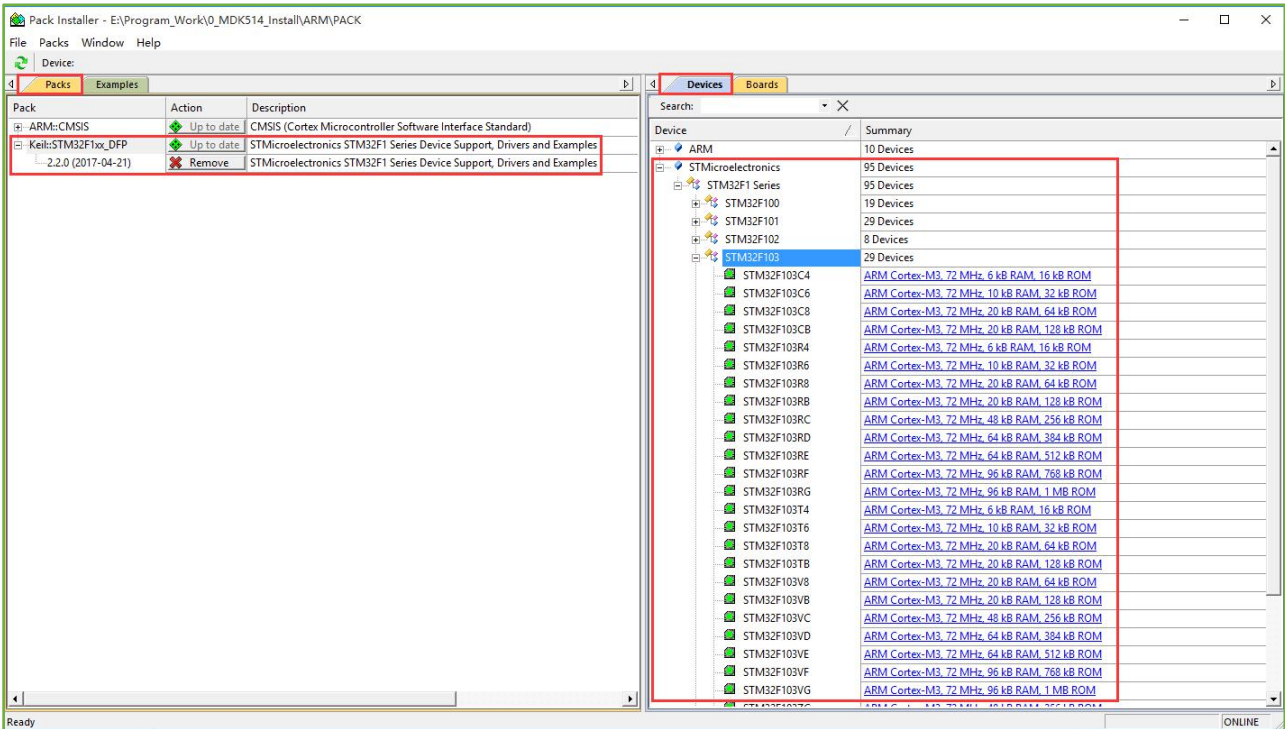 Pack Installer - E:\Program_Work\0_MDK514_Install\ARM\PACK
File Packs Window Help
Device:
Packs Examples
Pack Action Description
ARM::CMSIS Up to date CMSIS (Cortex Microcontroller Software Interface Standard)
Keil::STM32F1xx_DFP Up to date STMicroelectronics STM32F1 Series Device Support, Drivers and Examples
2.2.0 (2017-04-21) Remove STMicroelectronics STM32F1 Series Device Support, Drivers and Examples
Devices Boards
Search:
Device Summary
ARM 10 Devices
STMicroelectronics 95 Devices
STM32F1 Series 95 Devices
STM32F100 19 Devices
STM32F101 29 Devices
STM32F102 8 Devices
STM32F103 29 Devices
STM32F103C4 ARM Cortex-M3, 72 MHz, 6 kB RAM, 16 kB ROM
STM32F103C6 ARM Cortex-M3, 72 MHz, 10 kB RAM, 32 kB ROM
STM32F103C8 ARM Cortex-M3, 72 MHz, 20 kB RAM, 64 kB ROM
STM32F103CB ARM Cortex-M3, 72 MHz, 20 kB RAM, 128 kB ROM
STM32F103R4 ARM Cortex-M3, 72 MHz, 6 kB RAM, 16 kB ROM
STM32F103R6 ARM Cortex-M3, 72 MHz, 10 kB RAM, 32 kB ROM
STM32F103R8 ARM Cortex-M3, 72 MHz, 20 kB RAM, 64 kB ROM
STM32F103RB ARM Cortex-M3, 72 MHz, 20 kB RAM, 128 kB ROM
STM32F103RC ARM Cortex-M3, 72 MHz, 48 kB RAM, 256 kB ROM
STM32F103RD ARM Cortex-M3, 72 MHz, 64 kB RAM, 384 kB ROM
STM32F103RE ARM Cortex-M3, 72 MHz, 64 kB RAM, 512 kB ROM
STM32F103RF ARM Cortex-M3, 72 MHz, 96 kB RAM, 768 kB ROM
STM32F103RG ARM Cortex-M3, 72 MHz, 96 kB RAM, 1 MB ROM
STM32F103T4 ARM Cortex-M3, 72 MHz, 6 kB RAM, 16 kB ROM
STM32F103T6 ARM Cortex-M3, 72 MHz, 10 kB RAM, 32 kB ROM
STM32F103T8 ARM Cortex-M3, 72 MHz, 20 kB RAM, 64 kB ROM
STM32F103TB ARM Cortex-M3, 72 MHz, 20 kB RAM, 128 kB ROM
STM32F103V8 ARM Cortex-M3, 72 MHz, 20 kB RAM, 64 kB ROM
STM32F103VB ARM Cortex-M3, 72 MHz, 20 kB RAM, 128 kB ROM
STM32F103VC ARM Cortex-M3, 72 MHz, 48 kB RAM, 256 kB ROM
STM32F103VD ARM Cortex-M3, 72 MHz, 64 kB RAM, 384 kB ROM
STM32F103VE ARM Cortex-M3, 72 MHz, 64 kB RAM, 512 kB ROM
STM32F103VF ARM Cortex-M3, 72 MHz, 96 kB RAM, 768 kB ROM
STM32F103VG ARM Cortex-M3, 72 MHz, 96 kB RAM, 1 MB ROM
Ready ONLINE